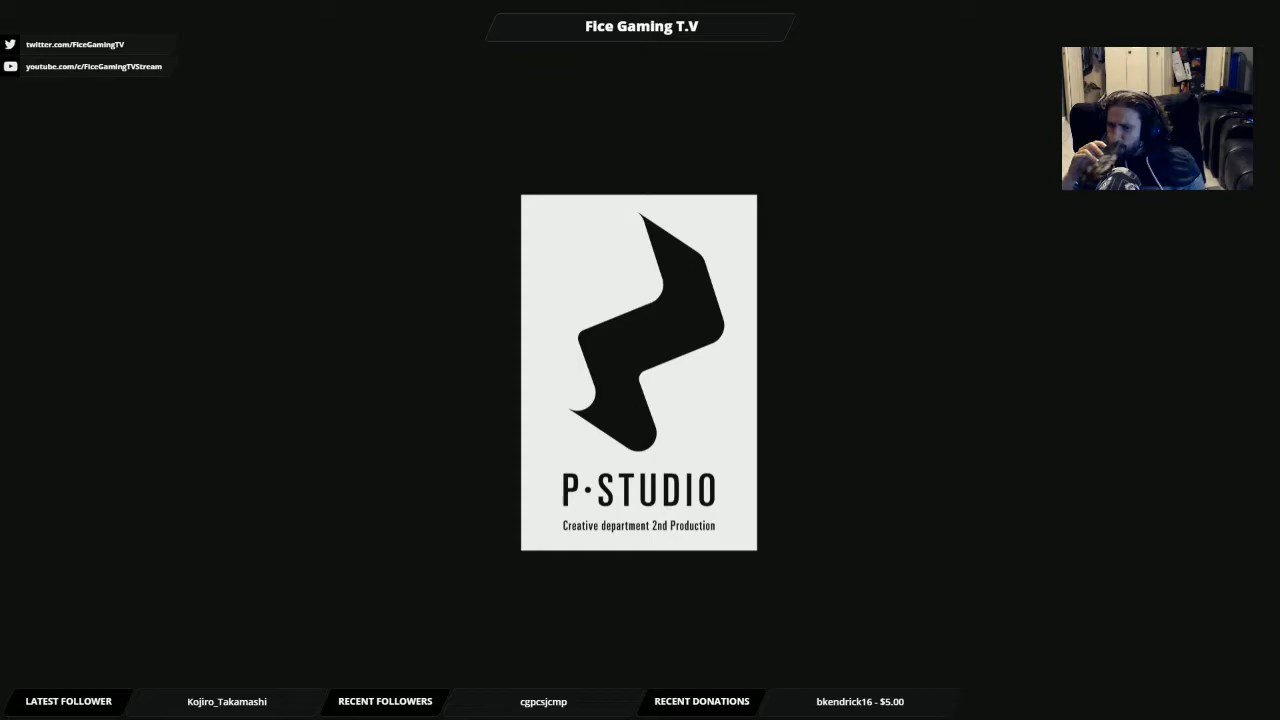 Fice Gaming T.V
twitter.com/FiceGamingTV
youtube.com/c/FiceGamingTVStream
P·STUDIO
Creative department 2nd Production
LATEST FOLLOWER
Kojiro_Takamashi
RECENT FOLLOWERS
cgpcsjcmp
RECENT DONATIONS
bkendrick16 - $5.00